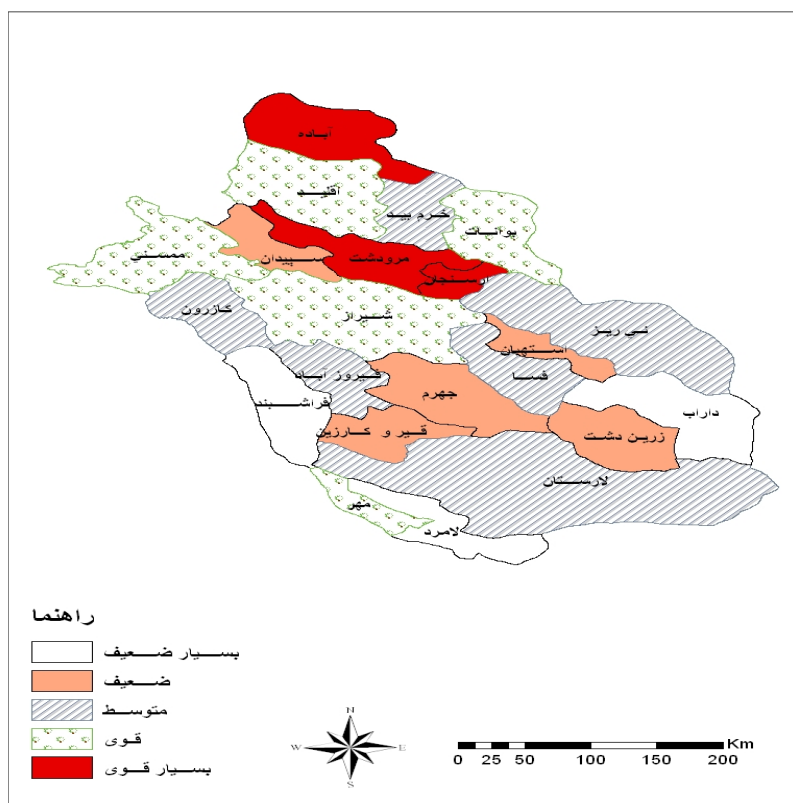 آباده
اقلید
خرم بید
بوانات
ممسنی
سپیدان
مرودشت
ارسنجان
کازرون
شیراز
نی ریز
استهبان
فسا
فیروز آباد
فراشبند
جهرم
داراب
قیر و کارزین
زرین دشت
لارستان
مهر
لامرد
راهنما
بسیار ضعیف
ضعیف
متوسط
قوی
بسیار قوی
N
W E
S
Km
0 25 50 100 150 200